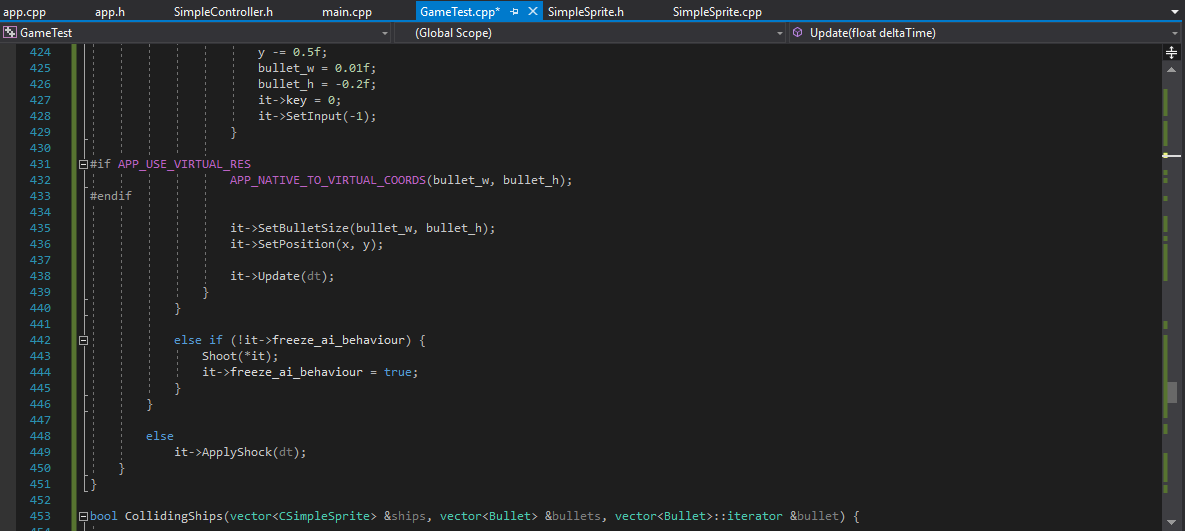 app.cpp app.h SimpleController.h main.cpp GameTest.cpp* SimpleSprite.h SimpleSprite.cpp
GameTest (Global Scope) Update(float deltaTime)
424 y -= 0.5f;
425 bullet_w = 0.01f;
426 bullet_h = -0.2f;
427 it->key = 0;
428 it->SetInput(-1);
429 }
430
431 #if APP_USE_VIRTUAL_RES
432 APP_NATIVE_TO_VIRTUAL_COORDS(bullet_w, bullet_h);
433 #endif
434
435 it->SetBulletSize(bullet_w, bullet_h);
436 it->SetPosition(x, y);
437
438 it->Update(dt);
439 }
440 }
441
442 else if (!it->freeze_ai_behaviour) {
443 Shoot(*it);
444 it->freeze_ai_behaviour = true;
445 }
446 }
447
448 else
449 it->ApplyShock(dt);
450 }
451 }
452
453 bool CollidingShips(vector<CSimpleSprite> &ships, vector<Bullet> &bullets, vector<Bullet>::iterator &bullet) {